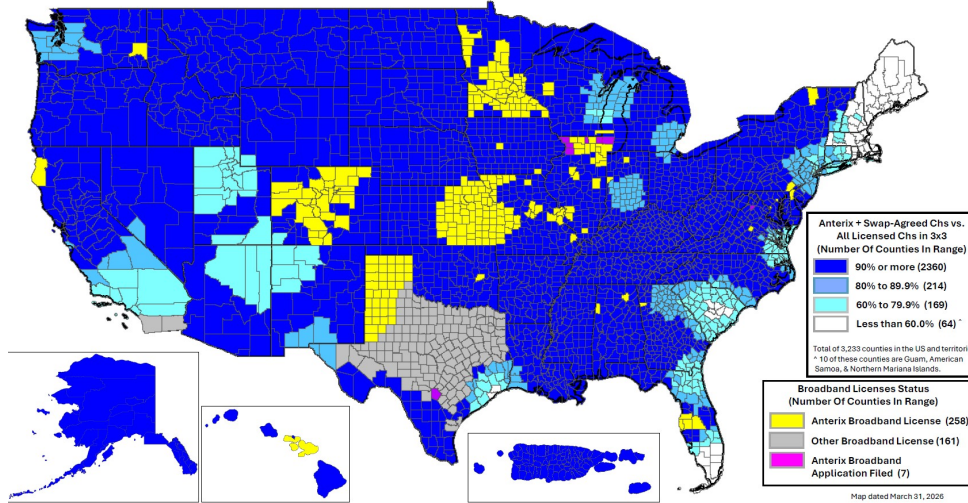 Anterix + Swap-Agreed Chs vs.
All Licensed Chs in 3x3
(Number Of Counties In Range)
90% or more (2360)
80% to 89.9% (214)
60% to 79.9% (169)
Less than 60.0% (64) ^
Total of 3,233 counties in the US and territori
^ 10 of these counties are Guam, American
Samoa, & Northern Mariana Islands.
Broadband Licenses Status
(Number Of Counties In Range)
Anterix Broadband License (258)
Other Broadband License (161)
Anterix Broadband
Application Filed (7)
Map dated March 31, 2026